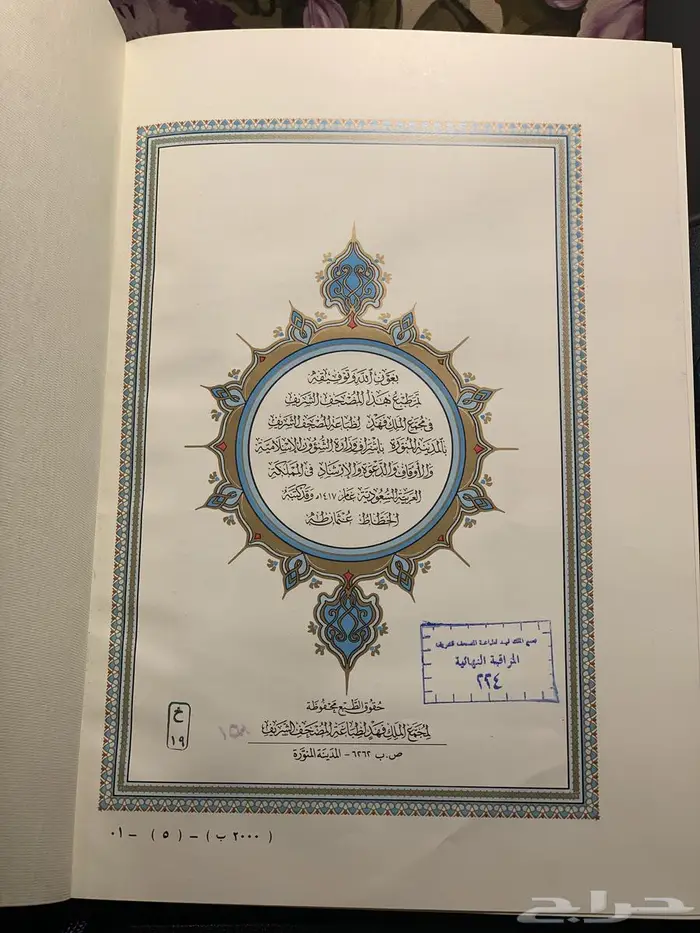 بعون الله وتوفيقه
تم طبع هذا المصحف الشريف
في مجمع الملك فهد لطباعة المصحف الشريف
بالمدينة المنورة بإشراف وزارة الشؤون الإسلامية
والأوقاف والدعوة والإرشاد في المملكة
العربية السعودية عام ١٤١٧هـ وقد كتبه
الخطاط عثمان طه
مجمع الملك فهد لطباعة المصحف الشريف
المراقبة النهائية
٢٢٤
حقوق الطبع محفوظة
لمجمع الملك فهد لطباعة المصحف الشريف
ص.ب ٦٢٦٢ - المدينة المنورة
خ
١٩
( ٢٠٠٠ ب ) - ( ٥ ) - ٠١
حراج